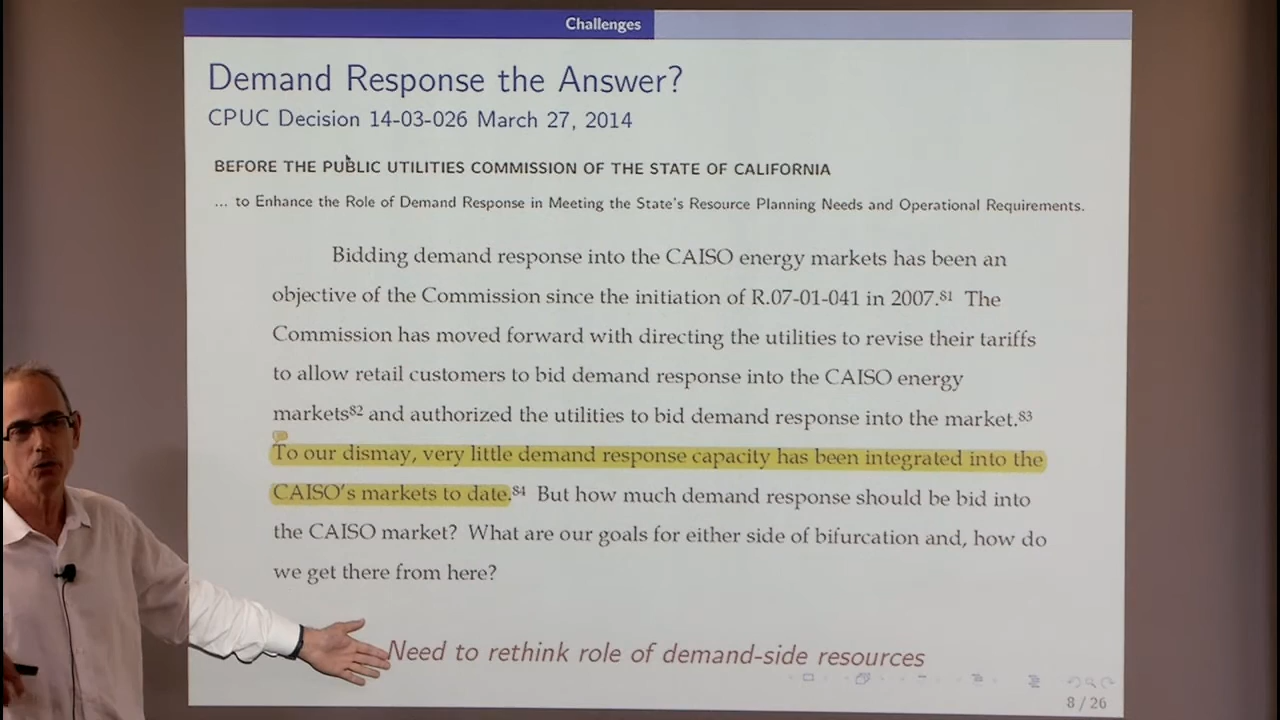 Challenges
Demand Response the Answer?
CPUC Decision 14-03-026 March 27, 2014
BEFORE THE PUBLIC UTILITIES COMMISSION OF THE STATE OF CALIFORNIA
... to Enhance the Role of Demand Response in Meeting the State's Resource Planning Needs and Operational Requirements.
Bidding demand response into the CAISO energy markets has been an
objective of the Commission since the initiation of R.07-01-041 in 2007.81 The
Commission has moved forward with directing the utilities to revise their tariffs
to allow retail customers to bid demand response into the CAISO energy
markets82 and authorized the utilities to bid demand response into the market.83
To our dismay, very little demand response capacity has been integrated into the
CAISO's markets to date.84 But how much demand response should be bid into
the CAISO market? What are our goals for either side of bifurcation and, how do
we get there from here?
Need to rethink role of demand-side resources
8 / 26